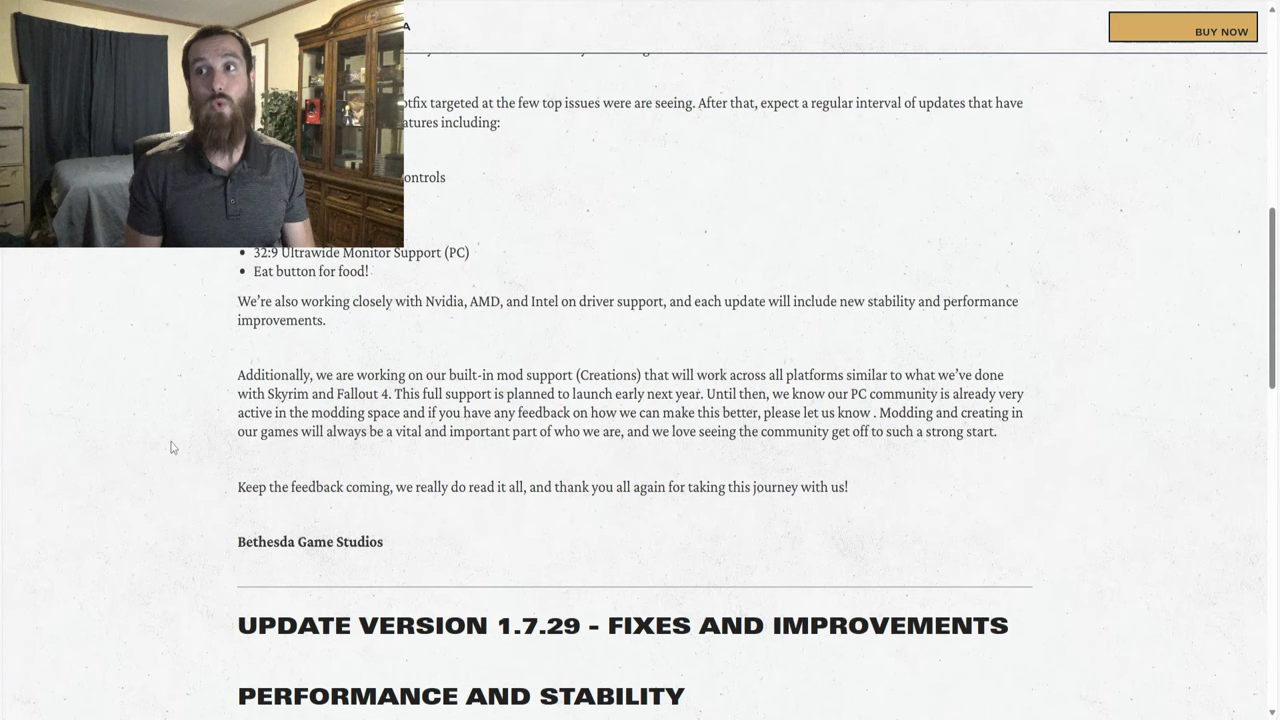 A
BUY NOW
otfix targeted at the few top issues were are seeing. After that, expect a regular interval of updates that have
atures including:
ontrols
• 32:9 Ultrawide Monitor Support (PC)
• Eat button for food!
We’re also working closely with Nvidia, AMD, and Intel on driver support, and each update will include new stability and performance
improvements.
Additionally, we are working on our built-in mod support (Creations) that will work across all platforms similar to what we’ve done
with Skyrim and Fallout 4. This full support is planned to launch early next year. Until then, we know our PC community is already very
active in the modding space and if you have any feedback on how we can make this better, please let us know . Modding and creating in
our games will always be a vital and important part of who we are, and we love seeing the community get off to such a strong start.
Keep the feedback coming, we really do read it all, and thank you all again for taking this journey with us!
Bethesda Game Studios
UPDATE VERSION 1.7.29 - FIXES AND IMPROVEMENTS
PERFORMANCE AND STABILITY